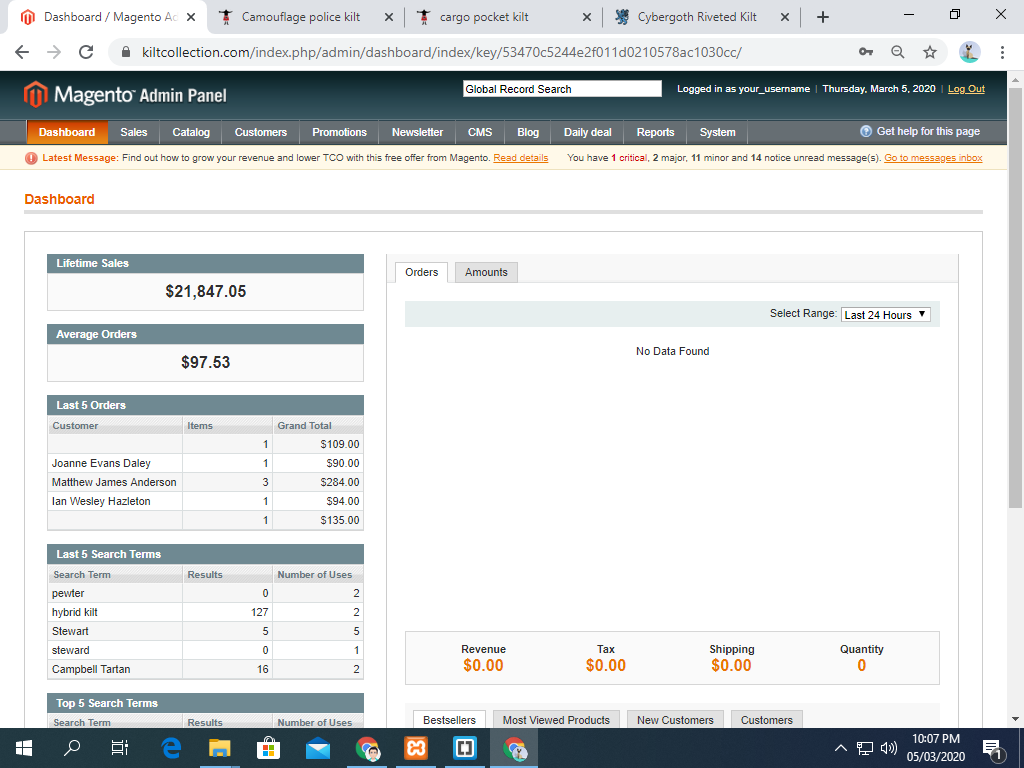 Dashboard / Magento Ad
Camouflage police kilt
cargo pocket kilt
Cybergoth Riveted Kilt
kiltcollection.com/index.php/admin/dashboard/index/key/53470c5244e2f011d0210578ac1030cc/
Magento Admin Panel
Global Record Search
Logged in as your_username | Thursday, March 5, 2020 | Log Out
Dashboard Sales Catalog Customers Promotions Newsletter CMS Blog Daily deal Reports System Get help for this page
Latest Message: Find out how to grow your revenue and lower TCO with this free offer from Magento. Read details You have 1 critical, 2 major, 11 minor and 14 notice unread message(s). Go to messages inbox
Dashboard
Lifetime Sales
$21,847.05
Average Orders
$97.53
Last 5 Orders
Customer Items Grand Total
1 $109.00
Joanne Evans Daley 1 $90.00
Matthew James Anderson 3 $284.00
Ian Wesley Hazleton 1 $94.00
1 $135.00
Last 5 Search Terms
Search Term Results Number of Uses
pewter 0 2
hybrid kilt 127 2
Stewart 5 5
steward 0 1
Campbell Tartan 16 2
Top 5 Search Terms
Search Term Results Number of Uses
Orders Amounts
Select Range: Last 24 Hours
No Data Found
Revenue Tax Shipping Quantity
$0.00 $0.00 $0.00 0
Bestsellers Most Viewed Products New Customers Customers
10:07 PM
05/03/2020
1